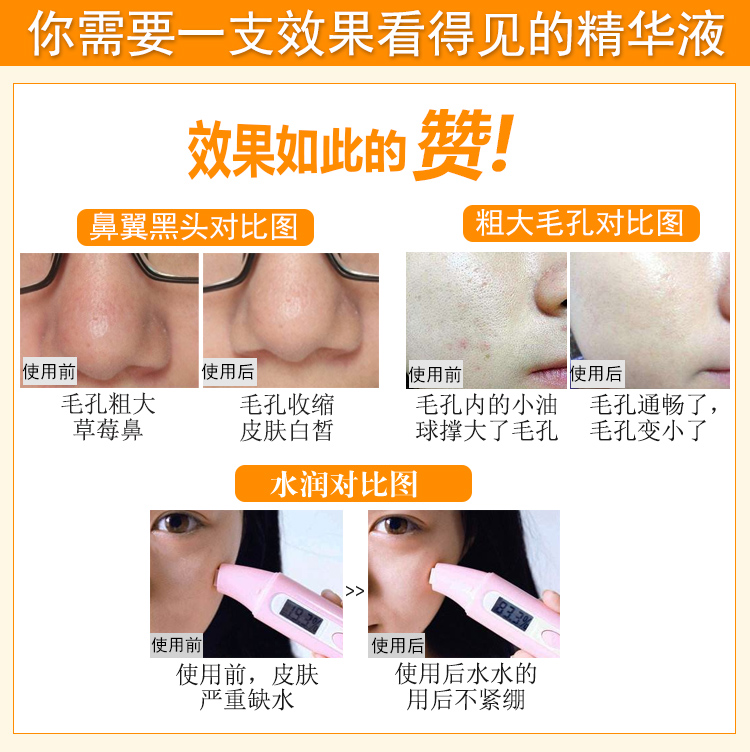 你需要一支效果看得见的精华液
效果如此的赞!
鼻翼黑头对比图
粗大毛孔对比图
使用前
使用后
使用前
使用后
毛孔粗大
草莓鼻
毛孔收缩
皮肤白皙
毛孔内的小油
球撑大了毛孔
毛孔通畅了,
毛孔变小了
水润对比图
>>
使用前
使用后
使用前，皮肤
严重缺水
使用后水水的
用后不紧绷